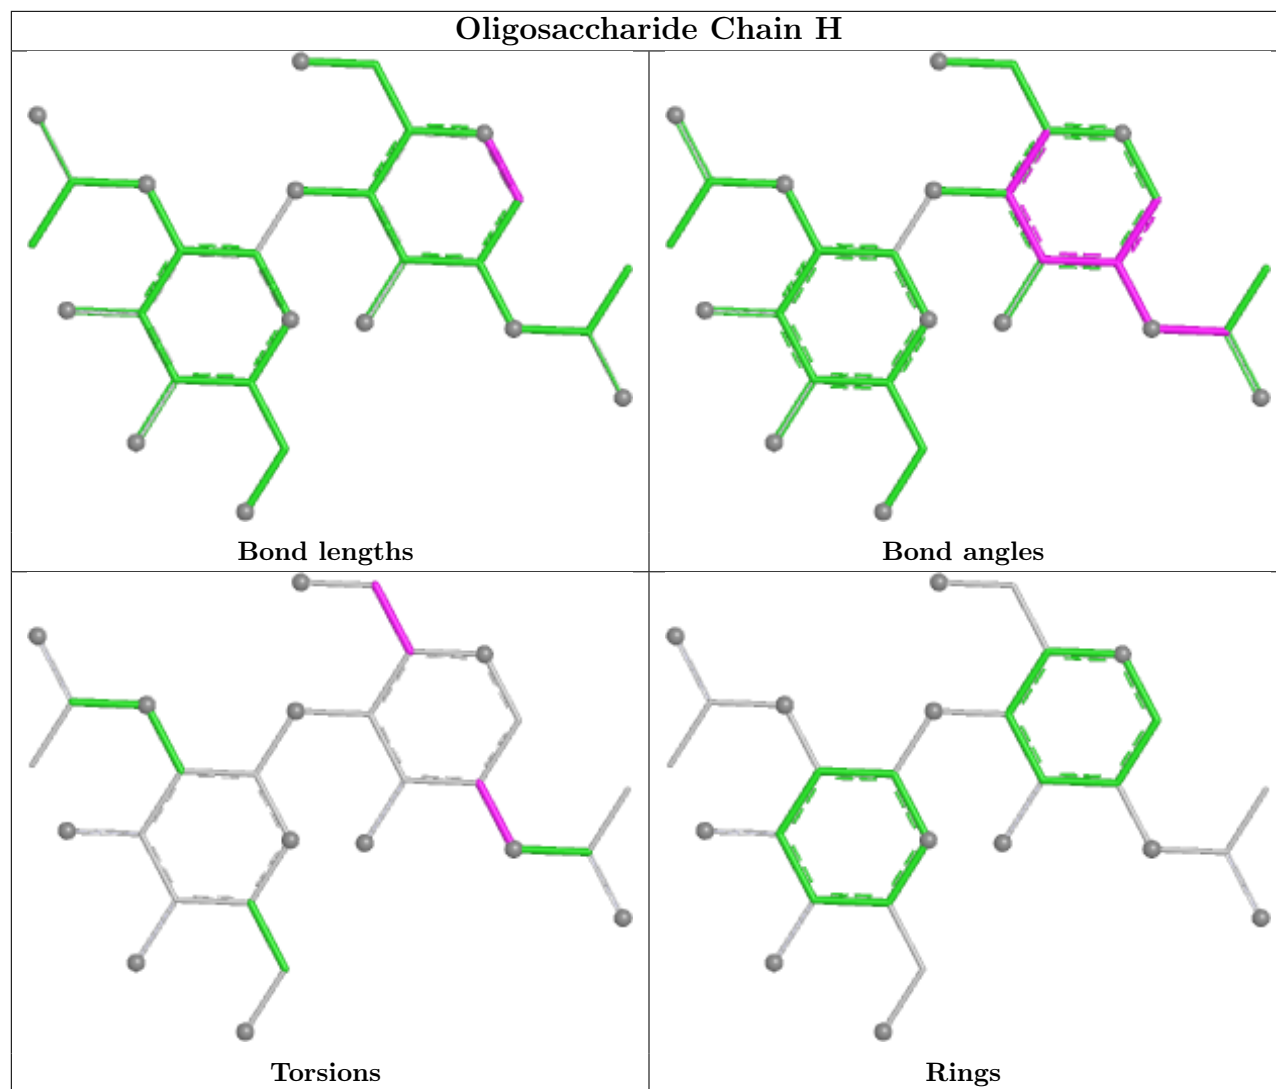 Oligosaccharide Chain H
Bond lengths
Bond angles
Torsions
Rings